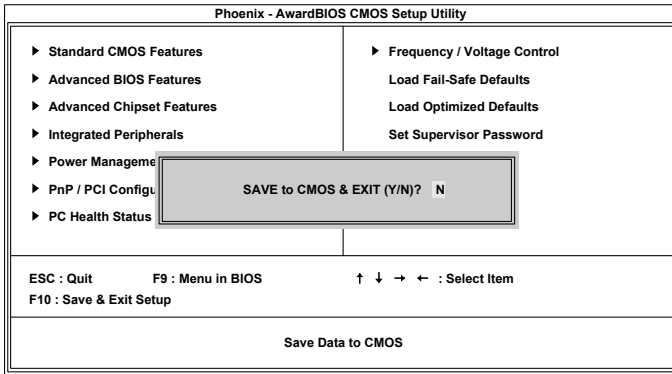 Phoenix - AwardBIOS CMOS Setup Utility
▶ Standard CMOS Features
▶ Advanced BIOS Features
▶ Advanced Chipset Features
▶ Integrated Peripherals
▶ Power Manageme
▶ PnP / PCI Configu
▶ PC Health Status
▶ Frequency / Voltage Control
Load Fail-Safe Defaults
Load Optimized Defaults
Set Supervisor Password
SAVE to CMOS & EXIT (Y/N)? N
ESC : Quit F9 : Menu in BIOS ↑ ↓ → ← : Select Item
F10 : Save & Exit Setup
Save Data to CMOS